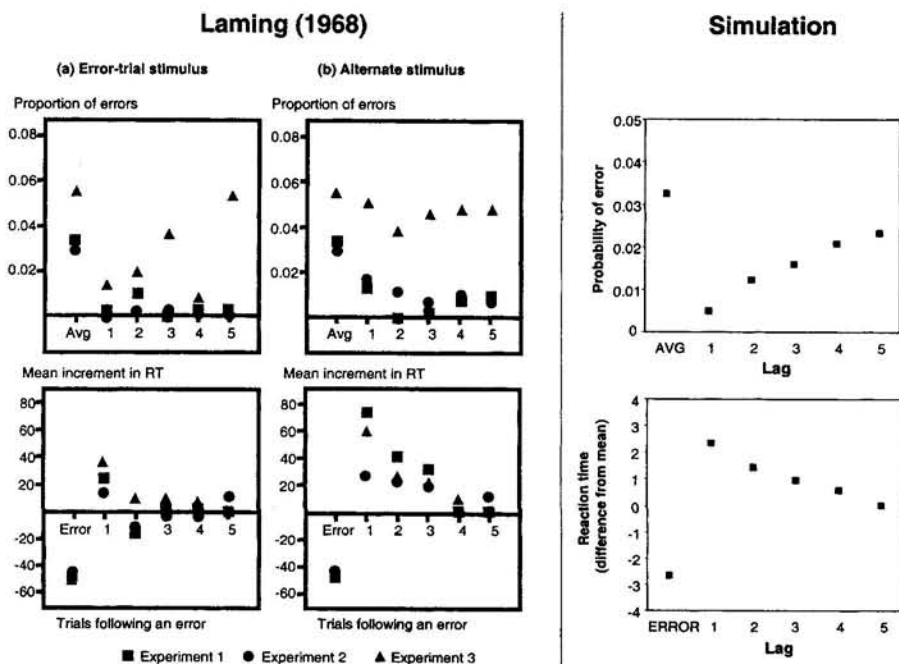 Laming (1968)
Simulation
(a) Error-trial stimulus
(b) Alternate stimulus
Proportion of errors
0.08
0.06
0.04
0.02
Avg 1 2 3 4 5
Proportion of errors
0.08
0.06
0.04
0.02
Avg 1 2 3 4 5
Mean increment in RT
80
60
40
20
-20
-40
-60
Error 1 3 4 5
Trials following an error
Mean increment in RT
80
60
40
20
-20
-40
-60
Error 1 2 3 4 5
Trials following an error
Experiment 1 Experiment 2 Experiment 3
Probability of error
0.05
0.04
0.03
0.02
0.01
0
AVG 1 2 3 4 5
Lag
Reaction time
(difference from mean)
4
3
2
1
0
-1
-2
-3
-4
ERROR 1 2 3 4 5
Lag